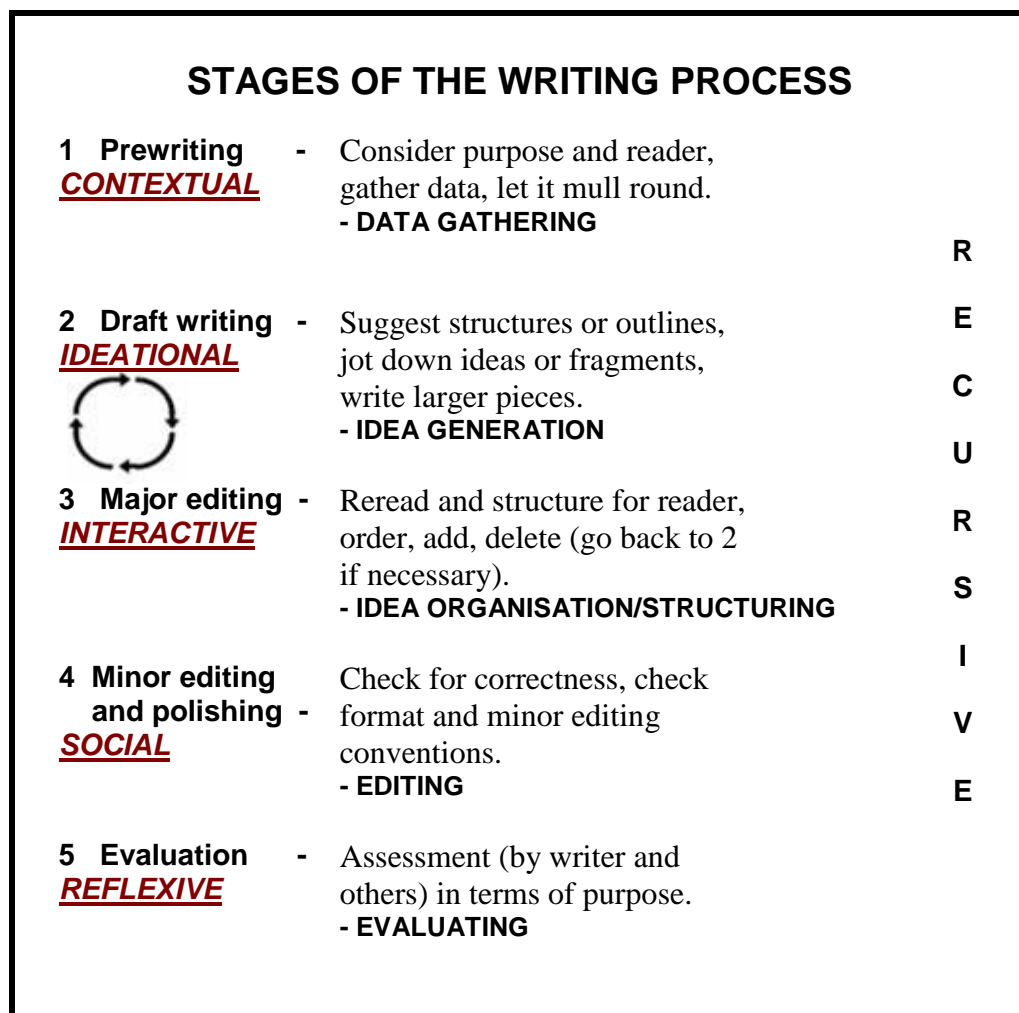 STAGES OF THE WRITING PROCESS
1 Prewriting - Consider purpose and reader,
CONTEXTUAL gather data, let it mull round.
- DATA GATHERING
2 Draft writing - Suggest structures or outlines,
IDEATIONAL jot down ideas or fragments,
write larger pieces.
- IDEA GENERATION
3 Major editing - Reread and structure for reader,
INTERACTIVE order, add, delete (go back to 2
if necessary).
- IDEA ORGANISATION/STRUCTURING
4 Minor editing Check for correctness, check
and polishing - format and minor editing
SOCIAL conventions.
- EDITING
5 Evaluation - Assessment (by writer and
REFLEXIVE others) in terms of purpose.
- EVALUATING
R
E
C
U
R
S
I
V
E